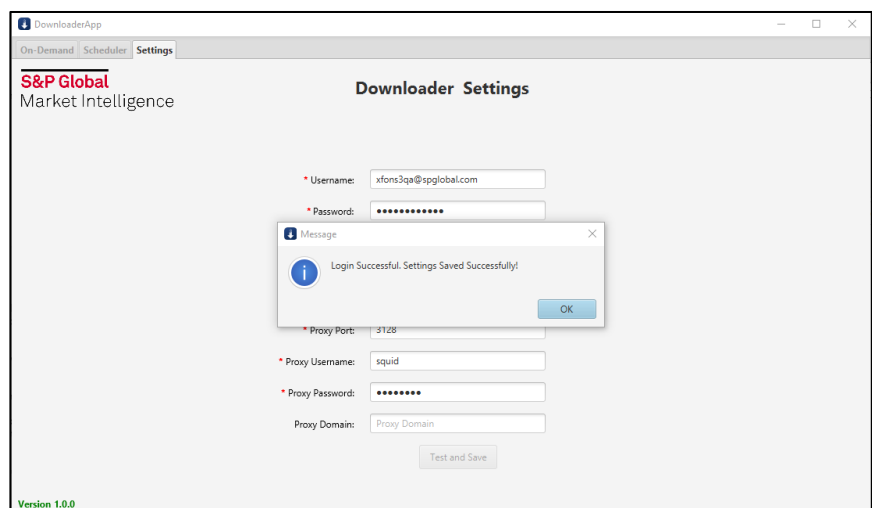 DownloaderApp
On-Demand Scheduler Settings
S&P Global
Market Intelligence
Downloader Settings
* Username: xfons3qa@spglobal.com
* Password: ●●●●●●●●●●●●
Message
Login Successful. Settings Saved Successfully!
OK
* Proxy Port: 3128
* Proxy Username: squid
* Proxy Password: ●●●●●●●●
Proxy Domain: Proxy Domain
Test and Save
Version 1.0.0